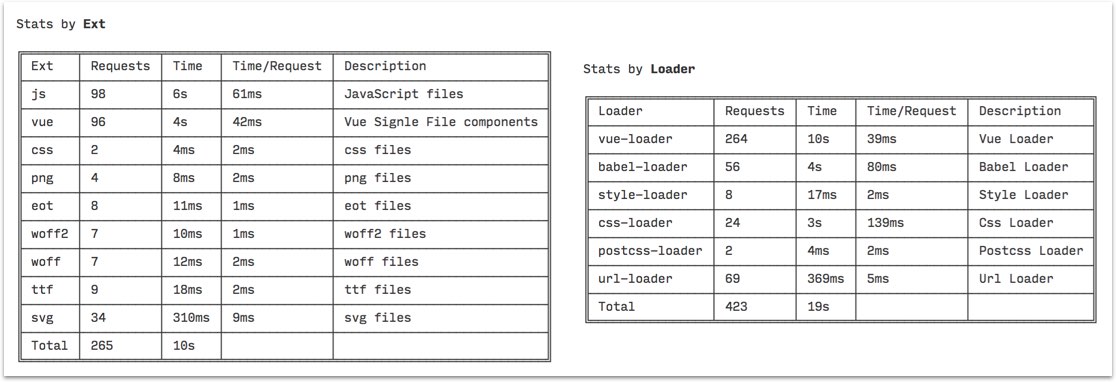 Stats by Ext
Ext Requests Time Time/Request Description
js 98 6s 61ms JavaScript files
vue 96 4s 42ms Vue Signle File components
css 2 4ms 2ms css files
png 4 8ms 2ms png files
eot 8 11ms 1ms eot files
woff2 7 10ms 1ms woff2 files
woff 7 12ms 2ms woff files
ttf 9 18ms 2ms ttf files
svg 34 310ms 9ms svg files
Total 265 10s
Stats by Loader
Loader Requests Time Time/Request Description
vue-loader 264 10s 39ms Vue Loader
babel-loader 56 4s 80ms Babel Loader
style-loader 8 17ms 2ms Style Loader
css-loader 24 3s 139ms Css Loader
postcss-loader 2 4ms 2ms Postcss Loader
url-loader 69 369ms 5ms Url Loader
Total 423 19s